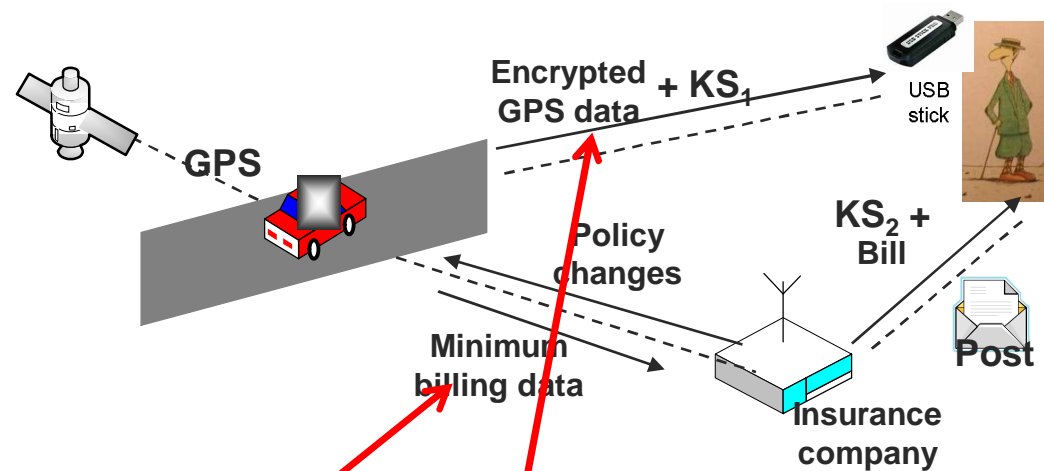 Encrypted
GPS data + KS₁
USB
stick
GPS
KS₂ +
Bill
Policy
changes
Minimum
billing data
Post
Insurance
company